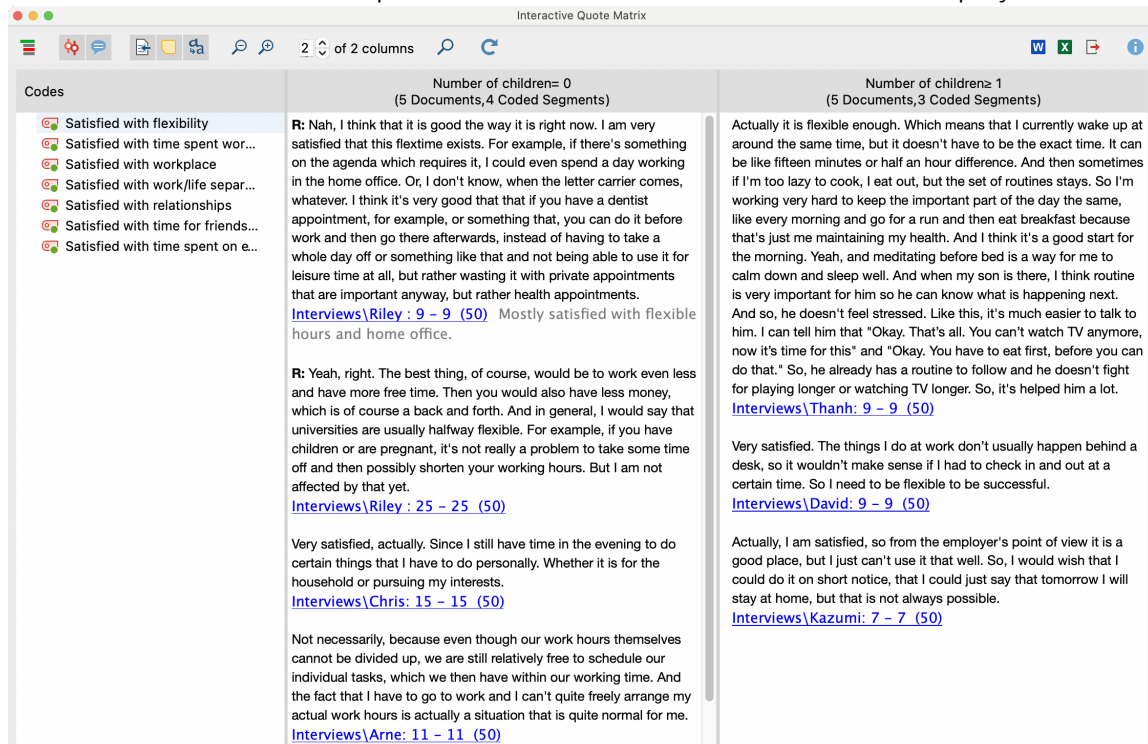 Interactive Quote Matrix
2 of 2 columns
W X i
Codes
Satisfied with flexibility
Satisfied with time spent wor...
Satisfied with workplace
Satisfied with work/life separ...
Satisfied with relationships
Satisfied with time for friends...
Satisfied with time spent on e...
Number of children= 0
(5 Documents,4 Coded Segments)
R: Nah, I think that it is good the way it is right now. I am very
satisfied that this flextime exists. For example, if there's something
on the agenda which requires it, I could even spend a day working
in the home office. Or, I don't know, when the letter carrier comes,
whatever. I think it's very good that that if you have a dentist
appointment, for example, or something that, you can do it before
work and then go there afterwards, instead of having to take a
whole day off or something like that and not being able to use it for
leisure time at all, but rather wasting it with private appointments
that are important anyway, but rather health appointments.
Interviews\Riley : 9 – 9 (50) Mostly satisfied with flexible
hours and home office.
R: Yeah, right. The best thing, of course, would be to work even less
and have more free time. Then you would also have less money,
which is of course a back and forth. And in general, I would say that
universities are usually halfway flexible. For example, if you have
children or are pregnant, it's not really a problem to take some time
off and then possibly shorten your working hours. But I am not
affected by that yet.
Interviews\Riley : 25 – 25 (50)
Very satisfied, actually. Since I still have time in the evening to do
certain things that I have to do personally. Whether it is for the
household or pursuing my interests.
Interviews\Chris: 15 – 15 (50)
Not necessarily, because even though our work hours themselves
cannot be divided up, we are still relatively free to schedule our
individual tasks, which we then have within our working time. And
the fact that I have to go to work and I can't quite freely arrange my
actual work hours is actually a situation that is quite normal for me.
Interviews\Arne: 11 – 11 (50)
Number of children≥ 1
(5 Documents,3 Coded Segments)
Actually it is flexible enough. Which means that I currently wake up at
around the same time, but it doesn't have to be the exact time. It can
be like fifteen minutes or half an hour difference. And then sometimes
if I'm too lazy to cook, I eat out, but the set of routines stays. So I'm
working very hard to keep the important part of the day the same,
like every morning and go for a run and then eat breakfast because
that's just me maintaining my health. And I think it's a good start for
the morning. Yeah, and meditating before bed is a way for me to
calm down and sleep well. And when my son is there, I think routine
is very important for him so he can know what is happening next.
And so, he doesn't feel stressed. Like this, it's much easier to talk to
him. I can tell him that "Okay. That's all. You can't watch TV anymore,
now it's time for this" and "Okay. You have to eat first, before you can
do that." So, he already has a routine to follow and he doesn't fight
for playing longer or watching TV longer. So, it's helped him a lot.
Interviews\Thanh: 9 – 9 (50)
Very satisfied. The things I do at work don't usually happen behind a
desk, so it wouldn't make sense if I had to check in and out at a
certain time. So I need to be flexible to be successful.
Interviews\David: 9 – 9 (50)
Actually, I am satisfied, so from the employer's point of view it is a
good place, but I just can't use it that well. So, I would wish that I
could do it on short notice, that I could just say that tomorrow I will
stay at home, but that is not always possible.
Interviews\Kazumi: 7 – 7 (50)